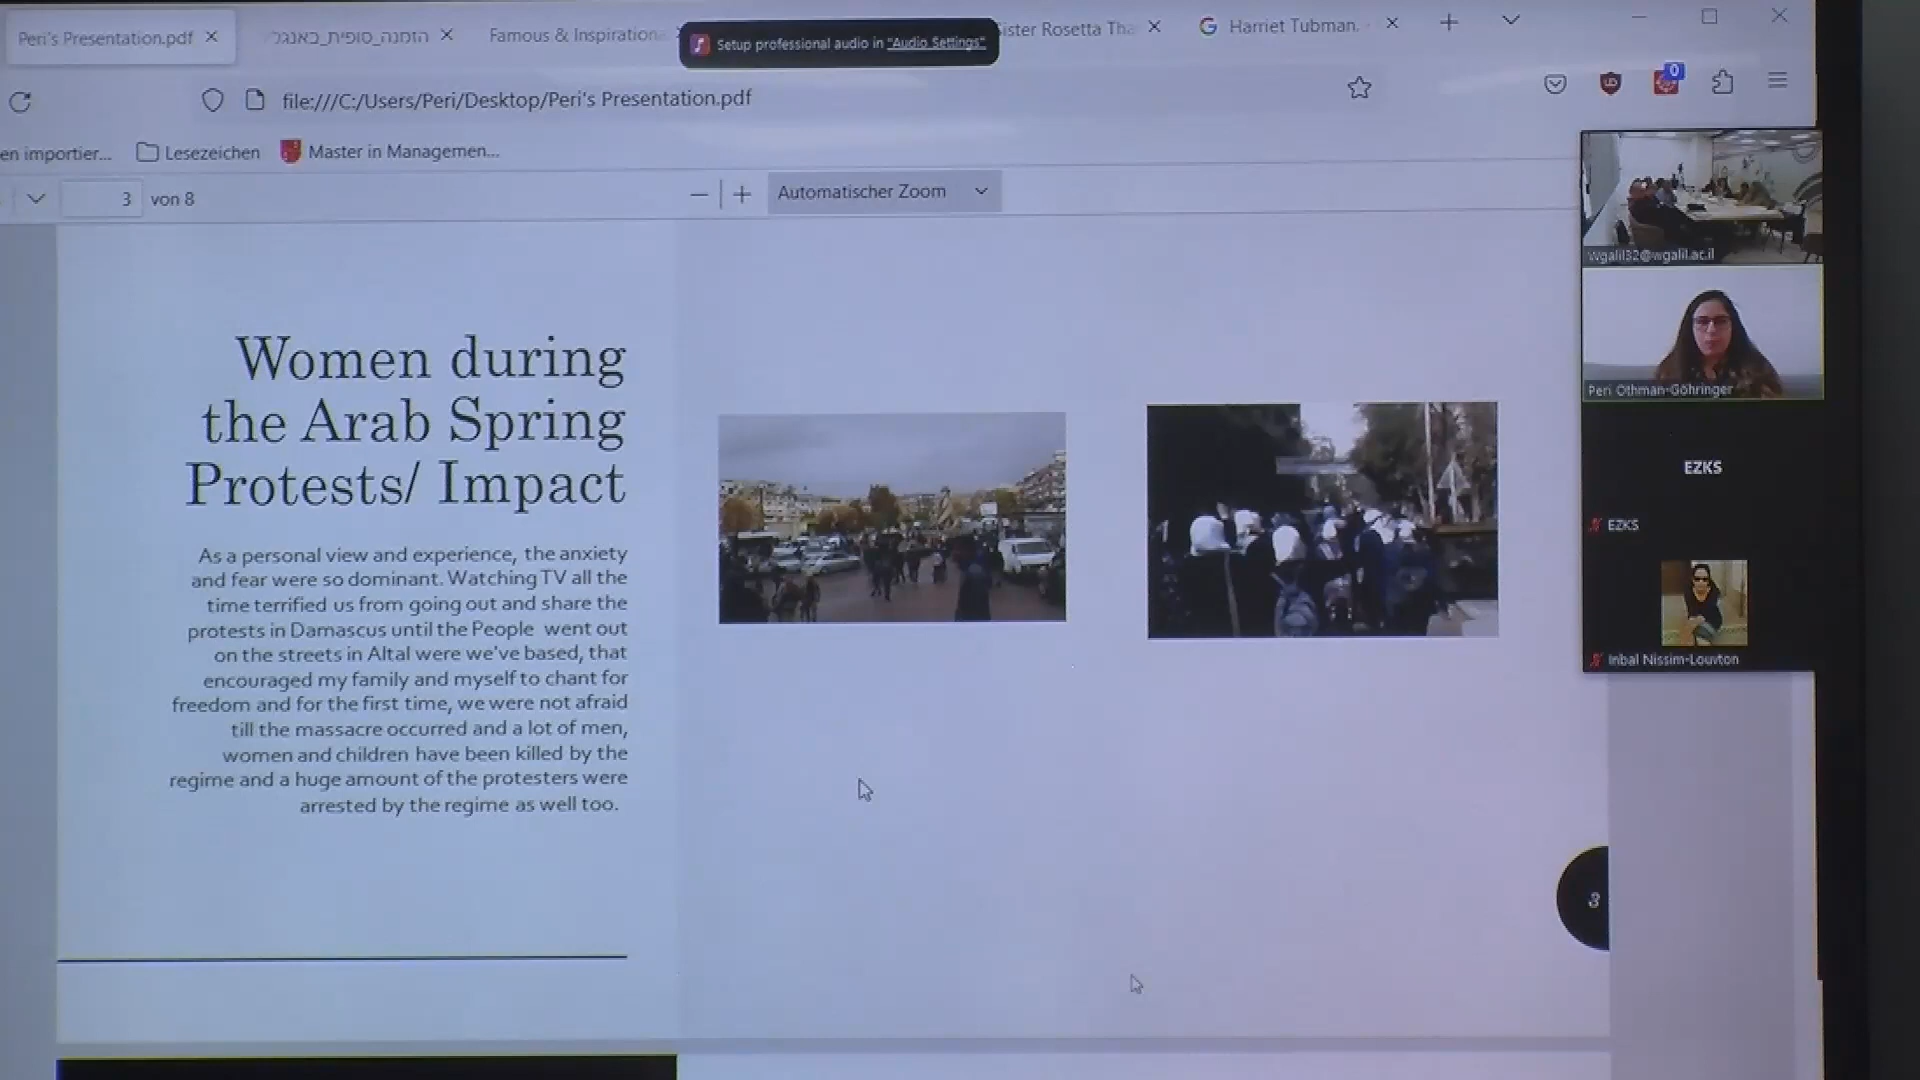 Peri's Presentation.pdf
הזמנה_סופית_באנגלי
Famous & Inspirationa
Setup professional audio in "Audio Settings"
ister Rosetta Tha
Harriet Tubman.
file:///C:/Users/Peri/Desktop/Peri's Presentation.pdf
0
en importier...
Lesezeichen
Master in Managemen...
3 von 8
Automatischer Zoom
Women during
the Arab Spring
Protests/ Impact
As a personal view and experience, the anxiety
and fear were so dominant. Watching TV all the
time terrified us from going out and share the
protests in Damascus until the People went out
on the streets in Altal were we've based, that
encouraged my family and myself to chant for
freedom and for the first time, we were not afraid
till the massacre occurred and a lot of men,
women and children have been killed by the
regime and a huge amount of the protesters were
arrested by the regime as well too.
3
wgalil32@wgalil.ac.il
Peri Othman-Göhringer
EZKS
EZKS
Inbal Nissim-Louvton